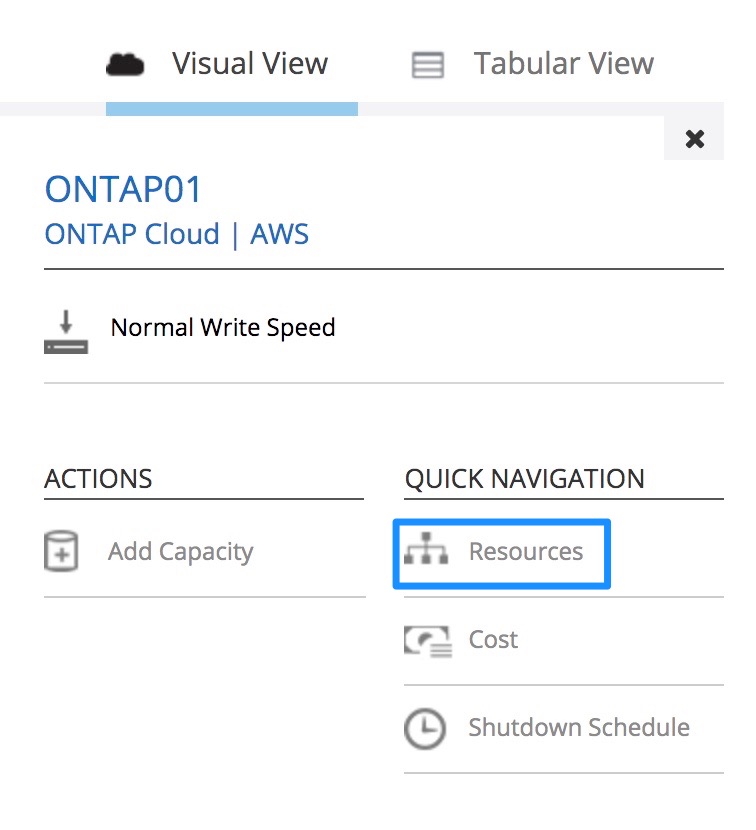 Visual View
Tabular View
ONTAP01
ONTAP Cloud | AWS
Normal Write Speed
ACTIONS
Add Capacity
QUICK NAVIGATION
Resources
Cost
Shutdown Schedule